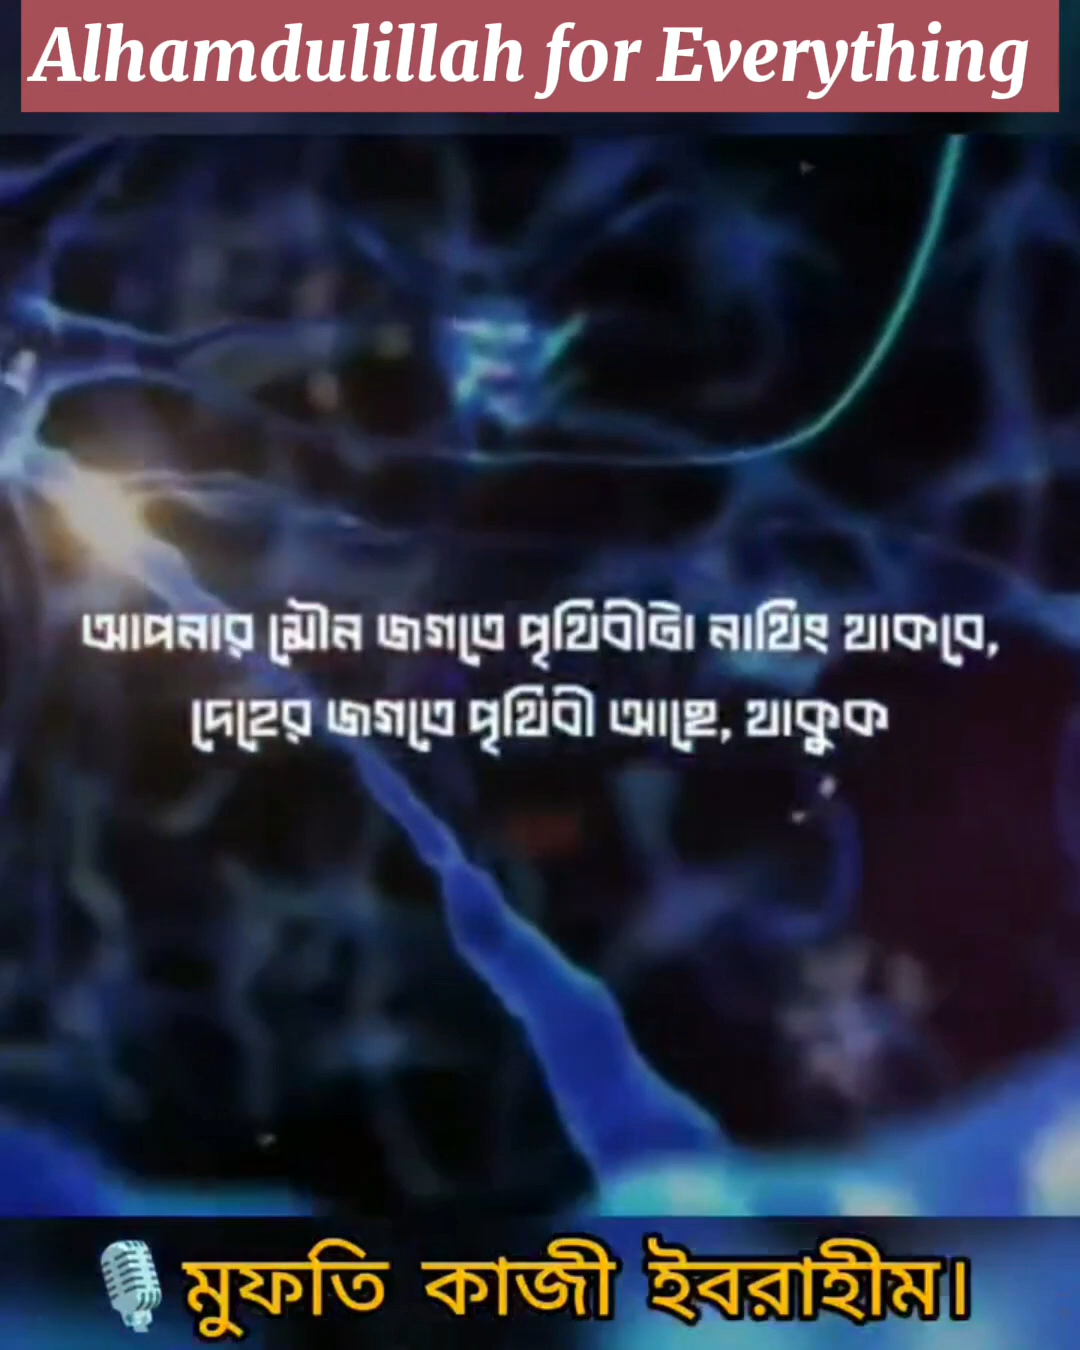 Alhamdulillah for Everything
আপনার মৌন জগতে পৃথিবীটা নাথিং থাকবে,
দেহের জগতে পৃথিবী আছে, থাকুক
মুফতি কাজী ইবরাহীম।